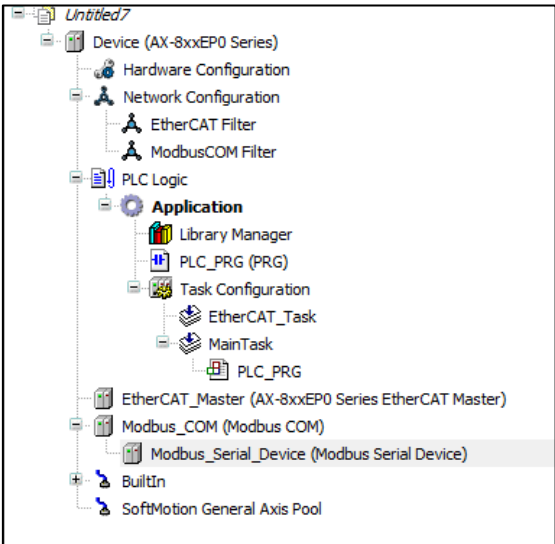 Untitled7
Device (AX-8xxEP0 Series)
Hardware Configuration
Network Configuration
EtherCAT Filter
ModbusCOM Filter
PLC Logic
Application
Library Manager
PLC_PRG (PRG)
Task Configuration
EtherCAT_Task
MainTask
PLC_PRG
EtherCAT_Master (AX-8xxEP0 Series EtherCAT Master)
Modbus_COM (Modbus COM)
Modbus_Serial_Device (Modbus Serial Device)
BuiltIn
SoftMotion General Axis Pool